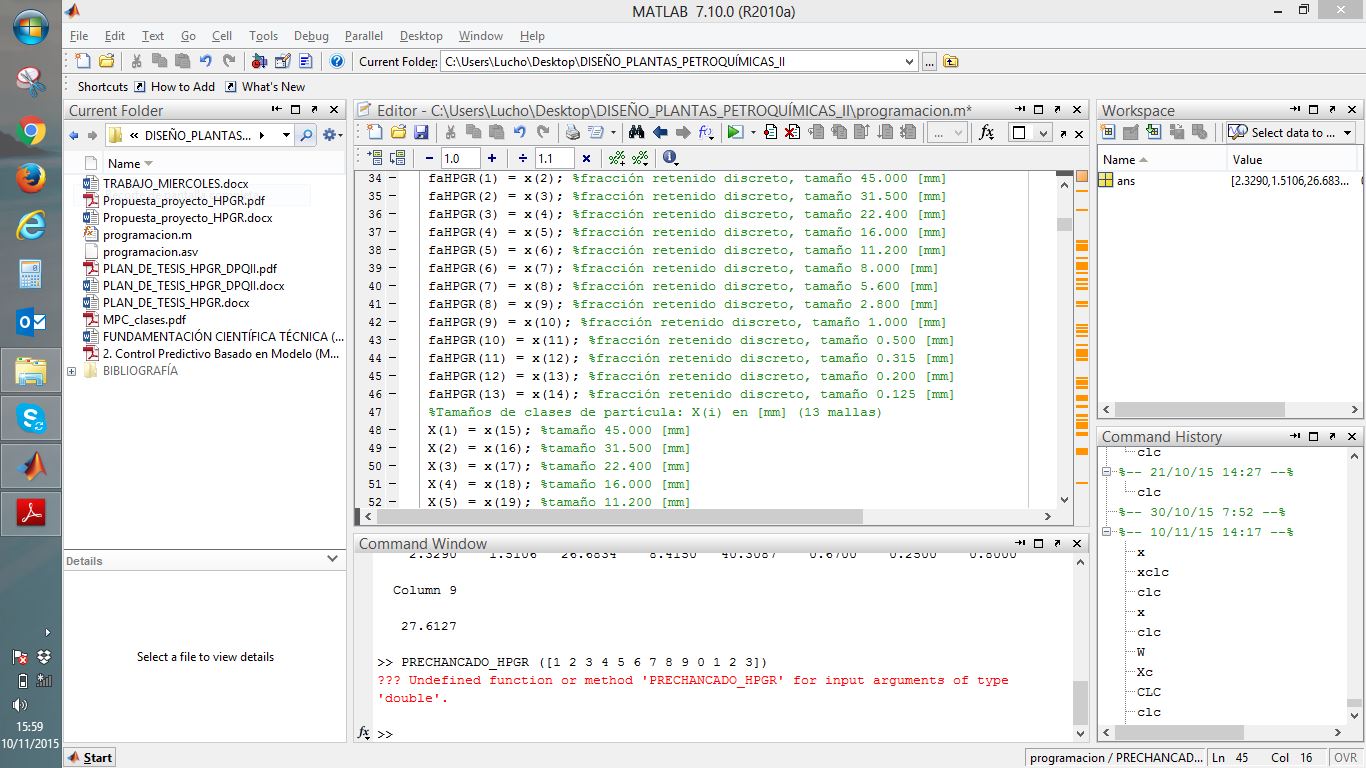 MATLAB 7.10.0 (R2010a)
File Edit Text Go Cell Tools Debug Parallel Desktop Window Help
Current Folder: C:\Users\Lucho\Desktop\DISEÑO_PLANTAS_PETROQUÍMICAS_II
Shortcuts How to Add What's New
Current Folder
« DISEÑO_PLANTAS...
Name
TRABAJO_MIERCOLES.docx
Propuesta_proyecto_HPGR.pdf
Propuesta_proyecto_HPGR.docx
programacion.m
programacion.asv
PLAN_DE_TESIS_HPGR_DPQII.pdf
PLAN_DE_TESIS_HPGR_DPQII.docx
PLAN_DE_TESIS_HPGR.docx
MPC_clases.pdf
FUNDAMENTACIÓN CIENTÍFICA TÉCNICA (...
2. Control Predictivo Basado en Modelo (M...
BIBLIOGRAFÍA
Details
Select a file to view details
Editor - C:\Users\Lucho\Desktop\DISEÑO_PLANTAS_PETROQUÍMICAS_II\programacion.m*
1.0 1.1
34 faHPGR(1) = x(2); %fracción retenido discreto, tamaño 45.000 [mm]
35 faHPGR(2) = x(3); %fracción retenido discreto, tamaño 31.500 [mm]
36 faHPGR(3) = x(4); %fracción retenido discreto, tamaño 22.400 [mm]
37 faHPGR(4) = x(5); %fracción retenido discreto, tamaño 16.000 [mm]
38 faHPGR(5) = x(6); %fracción retenido discreto, tamaño 11.200 [mm]
39 faHPGR(6) = x(7); %fracción retenido discreto, tamaño 8.000 [mm]
40 faHPGR(7) = x(8); %fracción retenido discreto, tamaño 5.600 [mm]
41 faHPGR(8) = x(9); %fracción retenido discreto, tamaño 2.800 [mm]
42 faHPGR(9) = x(10); %fracción retenido discreto, tamaño 1.000 [mm]
43 faHPGR(10) = x(11); %fracción retenido discreto, tamaño 0.500 [mm]
44 faHPGR(11) = x(12); %fracción retenido discreto, tamaño 0.315 [mm]
45 faHPGR(12) = x(13); %fracción retenido discreto, tamaño 0.200 [mm]
46 faHPGR(13) = x(14); %fracción retenido discreto, tamaño 0.125 [mm]
47 %Tamaños de clases de partícula: X(i) en [mm] (13 mallas)
48 X(1) = x(15); %tamaño 45.000 [mm]
49 X(2) = x(16); %tamaño 31.500 [mm]
50 X(3) = x(17); %tamaño 22.400 [mm]
51 X(4) = x(18); %tamaño 16.000 [mm]
52 X(5) = x(19); %tamaño 11.200 [mm]
Command Window
2.3290 1.5106 26.6834 8.4150 40.3087 0.6700 0.2500 0.8000
Column 9
27.6127
>> PRECHANCADO_HPGR ([1 2 3 4 5 6 7 8 9 0 1 2 3])
??? Undefined function or method 'PRECHANCADO_HPGR' for input arguments of type
'double'.
fx >>
Workspace
Select data to ...
Name Value
ans [2.3290,1.5106,26.683...
Command History
clc
%-- 21/10/15 14:27 --%
clc
%-- 30/10/15 7:52 --%
%-- 10/11/15 14:17 --%
x
xclc
clc
x
clc
W
Xc
CLC
clc
15:59
10/11/2015
Start
programacion / PRECHANCAD... Ln 45 Col 16 OVR